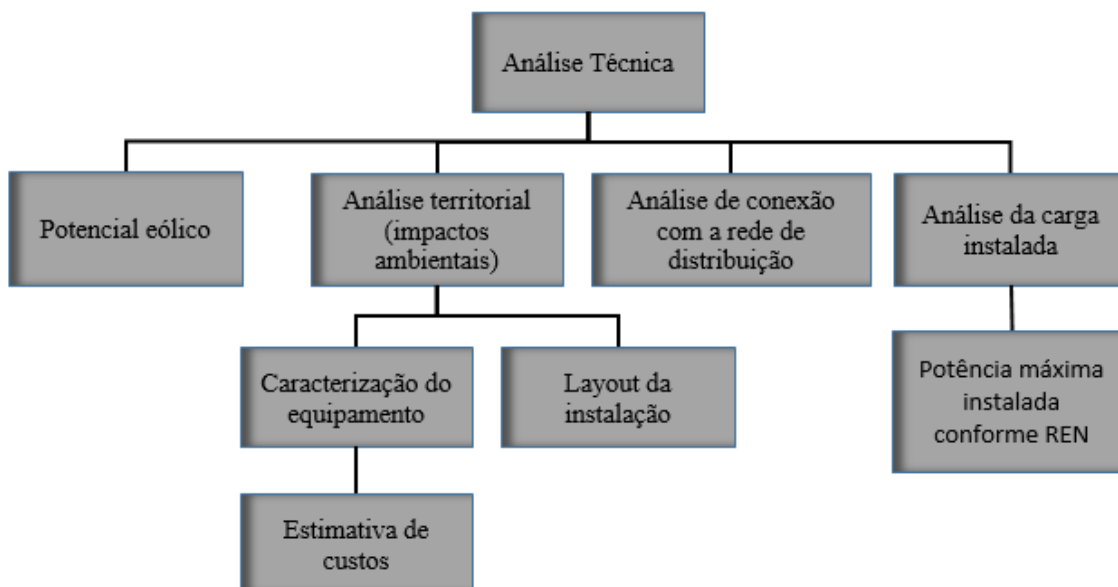 Análise Técnica
Potencial eólico
Análise territorial
(impactos
ambientais)
Análise de conexão
com a rede de
distribuição
Análise da carga
instalada
Caracterização do
equipamento
Layout da
instalação
Potência máxima
instalada
conforme REN
Estimativa de
custos